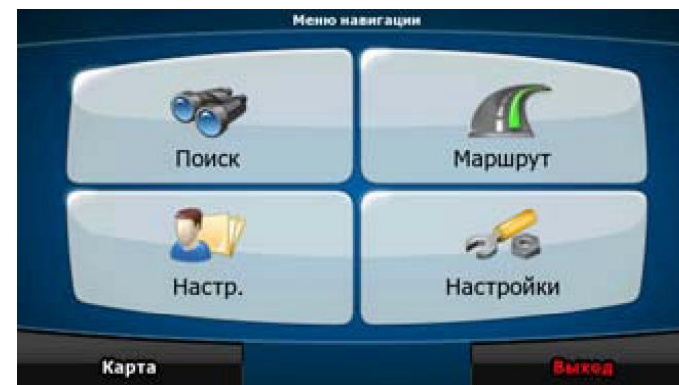 Меню навигации
Поиск
Маршрут
Настр.
Настройки
Карта
Выход